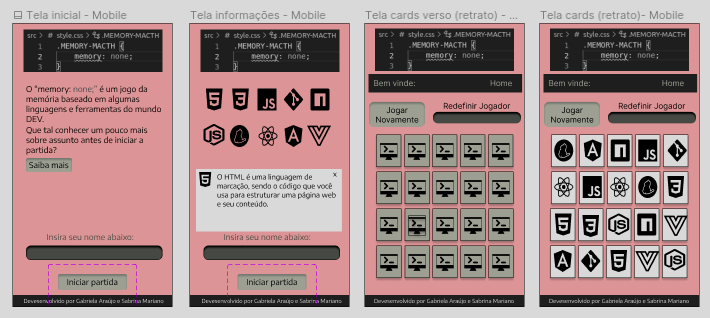 Tela inicial - Mobile
src > # style.css > .MEMORY-MACTH
1 .MEMORY-MACTH {
2 memory: none;
3 }
O "memory: none;" é um jogo da
memória baseado em algumas
linguagens e ferramentas do mundo
DEV.
Que tal conhecer um pouco mais
sobre assunto antes de iniciar a
partida?
Saiba mais
Insira seu nome abaixo:
Iniciar partida
Devesenvolvido por Gabriela Araújo e Sabrina Mariano
Tela informações - Mobile
src > # style.css > .MEMORY-MACTH
1 .MEMORY-MACTH {
2 memory: none;
3 }
JS
JS
x
O HTML é uma linguagem de
marcação, sendo o código que você
usa para estruturar uma página web
e seu conteúdo.
Insira seu nome abaixo:
Iniciar partida
Devesenvolvido por Gabriela Araújo e Sabrina Mariano
Tela cards verso (retrato) - ...
src > # style.css > .MEMORY-MACTH
1 .MEMORY-MACTH {
2 memory: none;
3 }
Bem vinde:
Home
Jogar
Novamente
Redefinir Jogador
Devesenvolvido por Gabriela Araújo e Sabrina Mariano
Tela cards (retrato)- Mobile
src > # style.css > .MEMORY-MACTH
1 .MEMORY-MACTH {
2 memory: none;
3 }
Bem vinde:
Home
Jogar
Novamente
Redefinir Jogador
JS
JS
JS
JS
Devesenvolvido por Gabriela Araújo e Sabrina Mariano